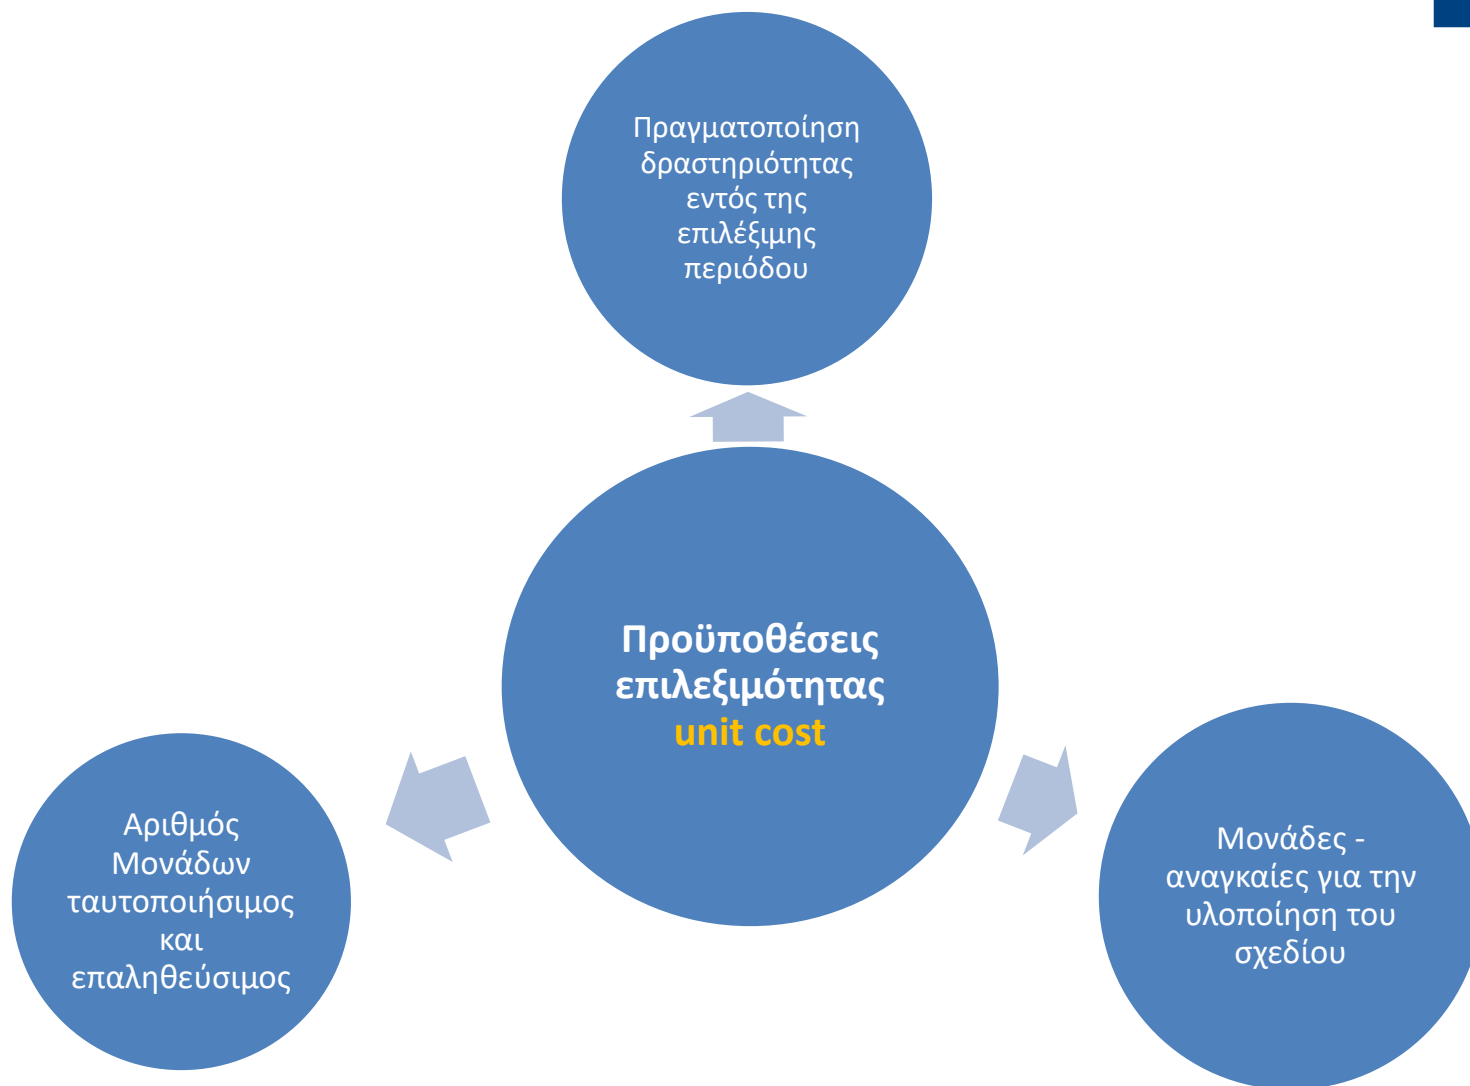 Πραγματοποίηση
δραστηριότητας
εντός της
επιλέξιμης
περιόδου
Προϋποθέσεις
επιλεξιμότητας
unit cost
Αριθμός
Μονάδων
ταυτοποιήσιμος
και
επαληθεύσιμος
Μονάδες -
αναγκαίες για την
υλοποίηση του
σχεδίου